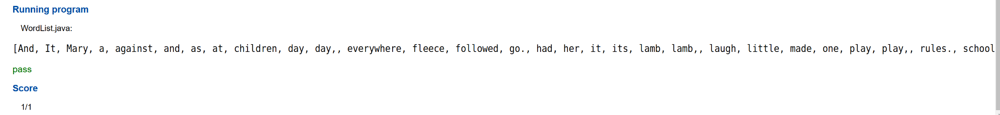 Running program
WordList.java:
[And, It, Mary, a, against, and, as, at, children, day, day,, everywhere, fleece, followed, go., had, her, it, its, lamb, lamb,, laugh, little, made, one, play, play,, rules., school
pass
Score
1/1